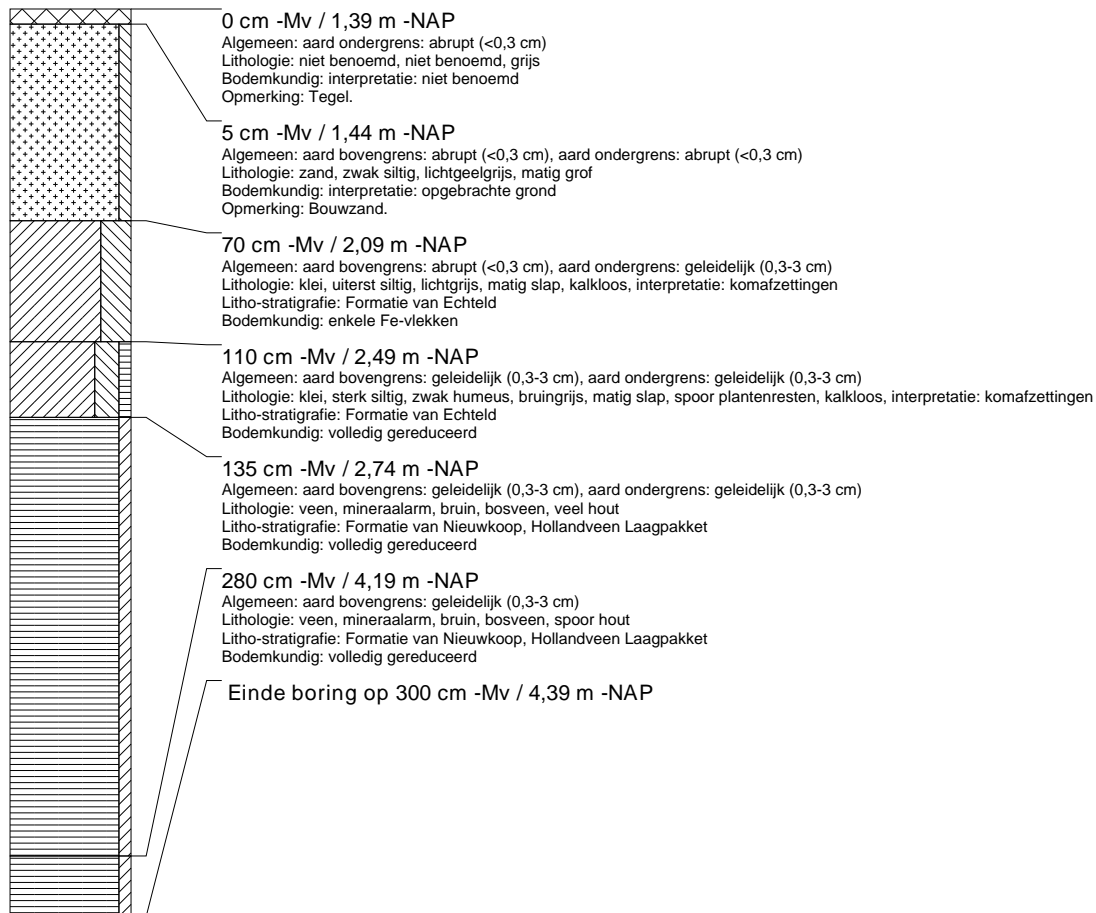 0 cm -Mv / 1,39 m -NAP
Algemeen: aard ondergrens: abrupt (<0,3 cm)
Lithologie: niet benoemd, niet benoemd, grijs
Bodemkundig: interpretatie: niet benoemd
Opmerking: Tegel.
5 cm -Mv / 1,44 m -NAP
Algemeen: aard bovengrens: abrupt (<0,3 cm), aard ondergrens: abrupt (<0,3 cm)
Lithologie: zand, zwak siltig, lichtgeelgrijs, matig grof
Bodemkundig: interpretatie: opgebrachte grond
Opmerking: Bouwzand.
70 cm -Mv / 2,09 m -NAP
Algemeen: aard bovengrens: abrupt (<0,3 cm), aard ondergrens: geleidelijk (0,3-3 cm)
Lithologie: klei, uiterst siltig, lichtgrijs, matig slap, kalkloos, interpretatie: komafzettingen
Litho-stratigrafie: Formatie van Echteld
Bodemkundig: enkele Fe-vlekken
110 cm -Mv / 2,49 m -NAP
Algemeen: aard bovengrens: geleidelijk (0,3-3 cm), aard ondergrens: geleidelijk (0,3-3 cm)
Lithologie: klei, sterk siltig, zwak humeus, bruingrijs, matig slap, spoor plantenresten, kalkloos, interpretatie: komafzettingen
Litho-stratigrafie: Formatie van Echteld
Bodemkundig: volledig gereduceerd
135 cm -Mv / 2,74 m -NAP
Algemeen: aard bovengrens: geleidelijk (0,3-3 cm), aard ondergrens: geleidelijk (0,3-3 cm)
Lithologie: veen, mineraalarm, bruin, bosveen, veel hout
Litho-stratigrafie: Formatie van Nieuwkoop, Hollandveen Laagpakket
Bodemkundig: volledig gereduceerd
280 cm -Mv / 4,19 m -NAP
Algemeen: aard bovengrens: geleidelijk (0,3-3 cm)
Lithologie: veen, mineraalarm, bruin, bosveen, spoor hout
Litho-stratigrafie: Formatie van Nieuwkoop, Hollandveen Laagpakket
Bodemkundig: volledig gereduceerd
Einde boring op 300 cm -Mv / 4,39 m -NAP